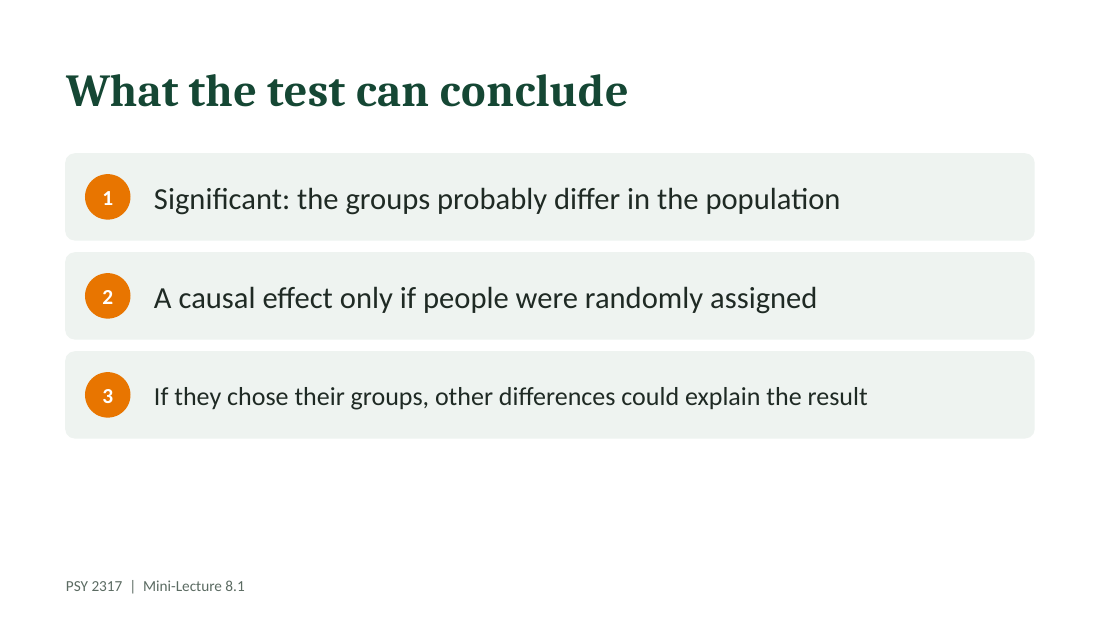 What the test can conclude
1 Significant: the groups probably differ in the population
2 A causal effect only if people were randomly assigned
3 If they chose their groups, other differences could explain the result
PSY 2317 | Mini-Lecture 8.1